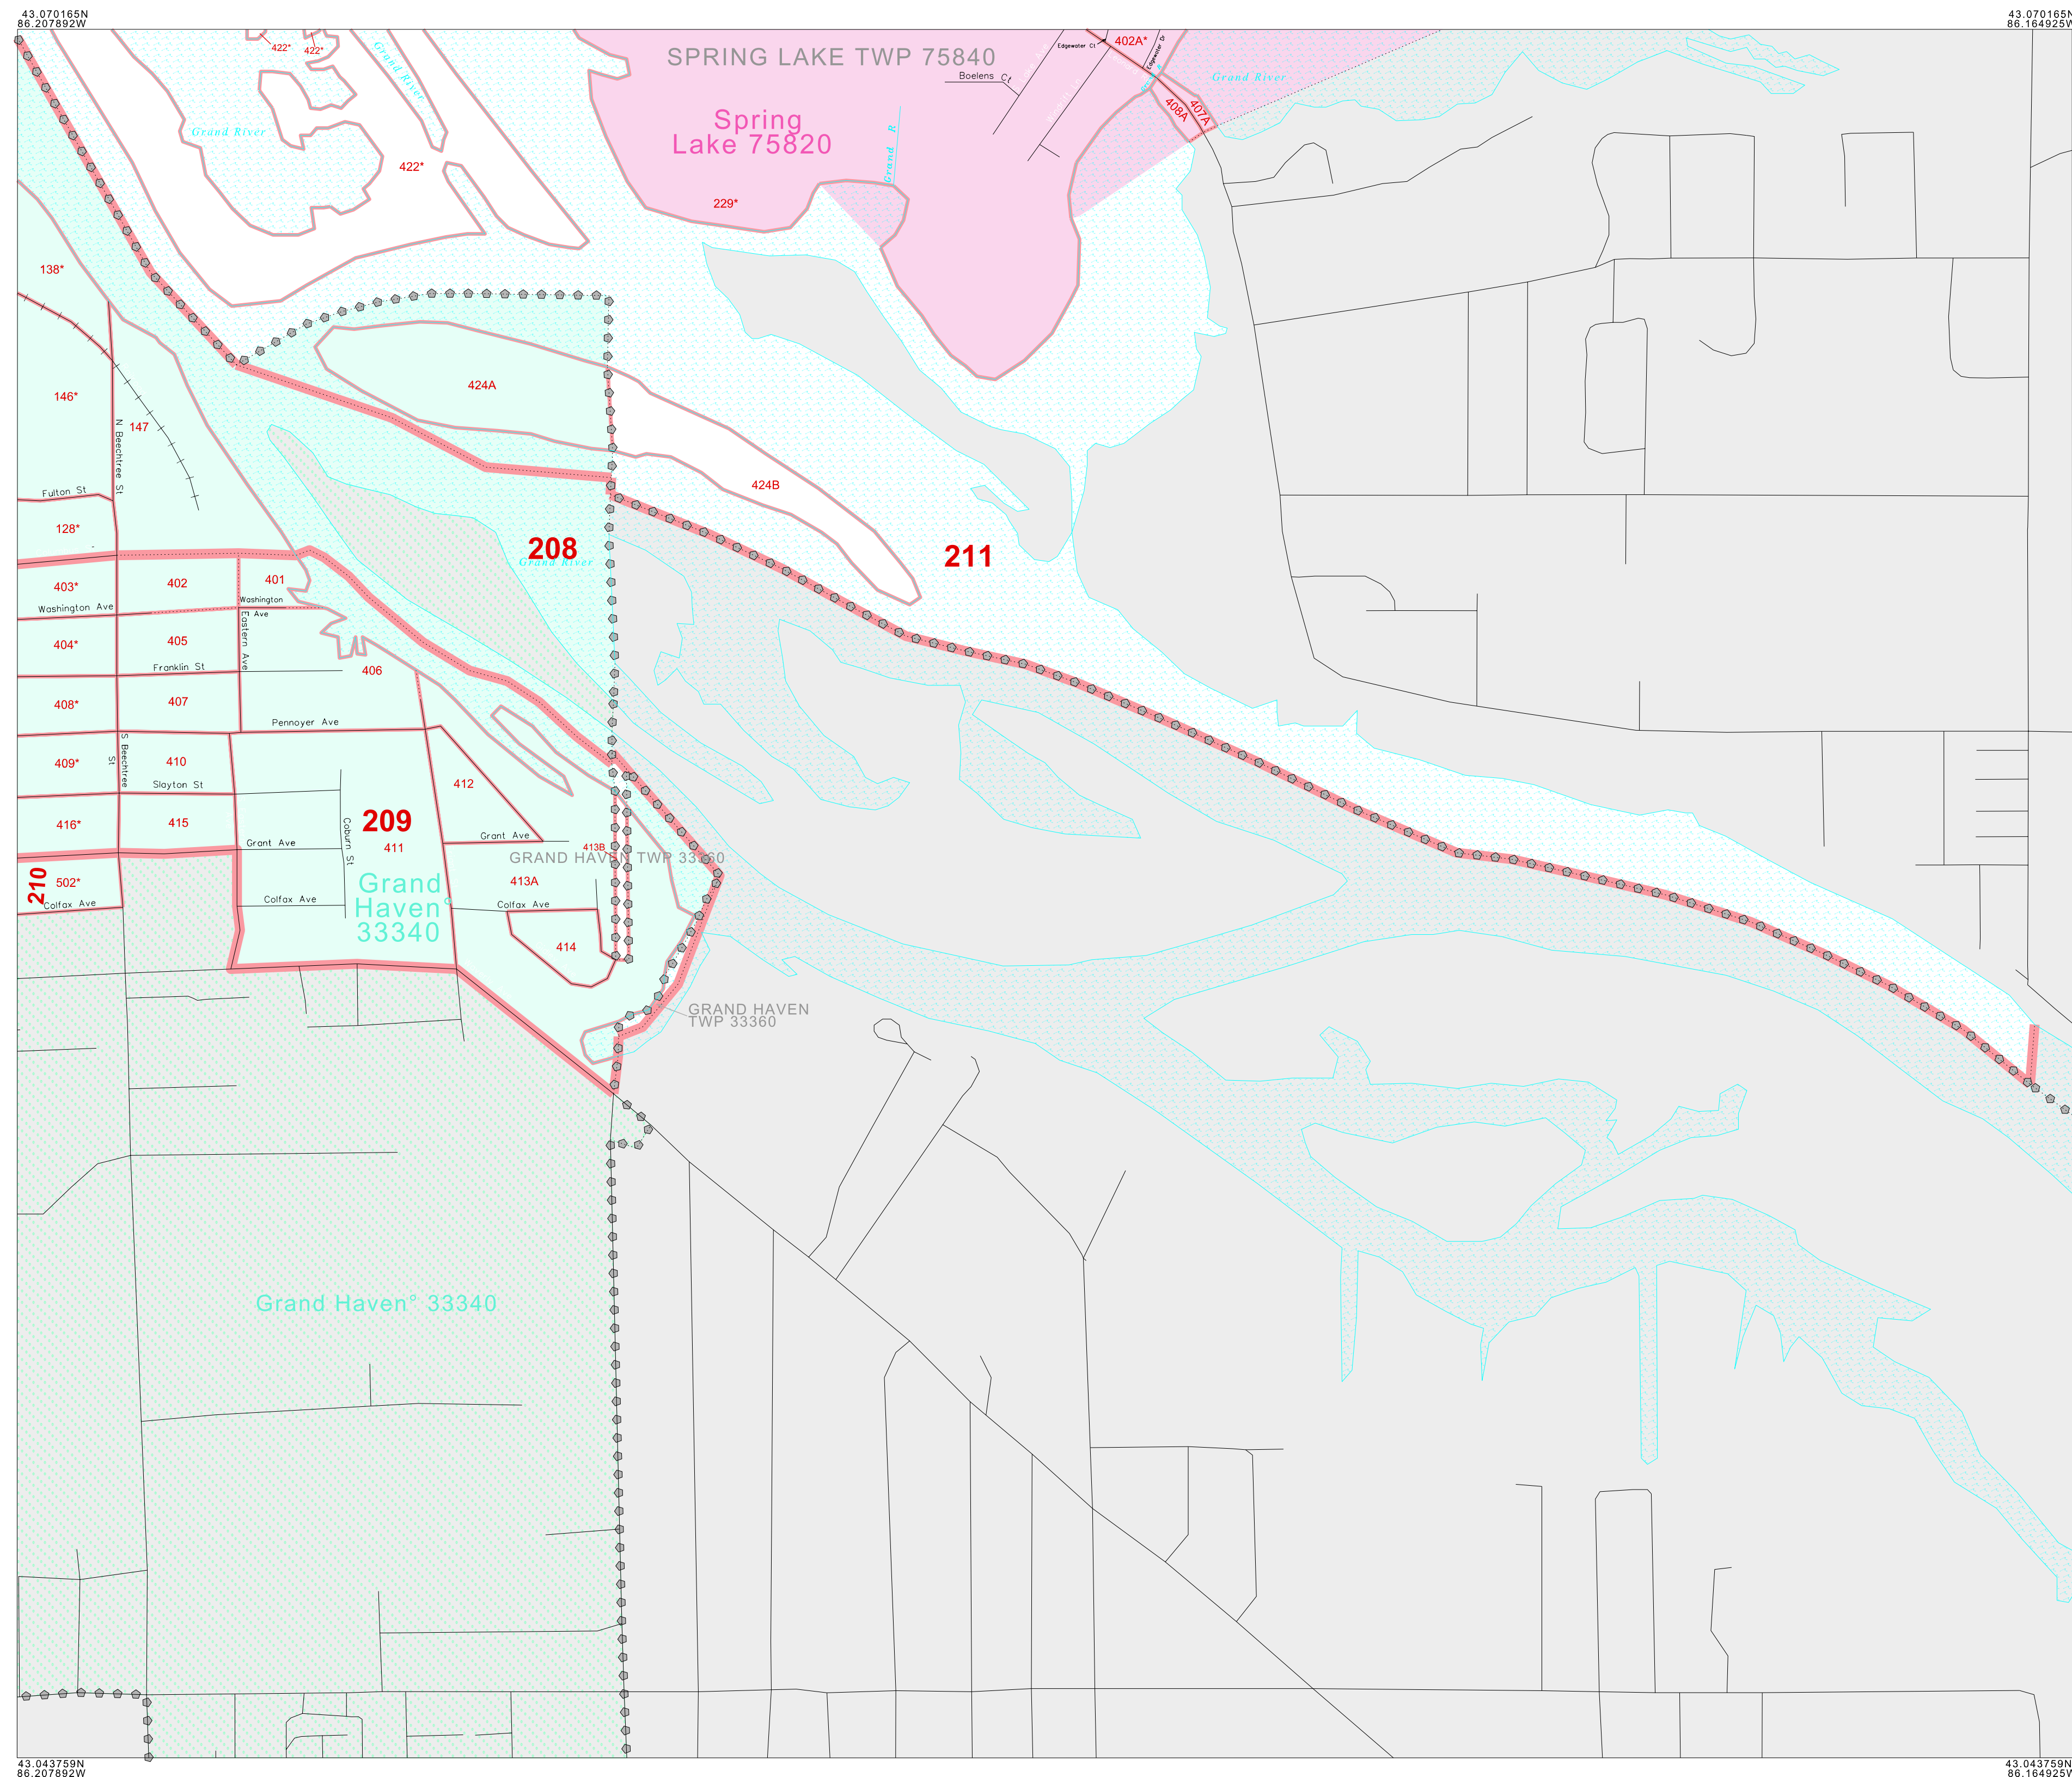 43.070165N
86.207892W
43.070165N
86.164925W
422*
422*
Grand River
SPRING LAKE TWP 75840
Edgewater Ct
402A*
Edgewater Dr
Boelens Ct
Grand River
408A
407A
Grand River
Spring
Lake 75820
Grand R
422*
229*
138*
424A
146*
147
N Beechtree St
424B
Fulton St
128*
208
Grand River
211
403*
402
401
Washington Ave
Washington
Ave
Eastern Ave
404*
405
Franklin St
406
408*
407
Pennoyer Ave
S Beechtree
St
409*
410
412
Slayton St
416*
415
209
Coburn St
Grant Ave
411
Grant Ave
413B
GRAND HAVEN TWP 33360
210
502*
Grand
Haven°
33340
413A
Colfax Ave
Colfax Ave
Colfax Ave
414
GRAND HAVEN
TWP 33360
Grand Haven° 33340
43.043759N
86.207892W
43.043759N
86.164925W